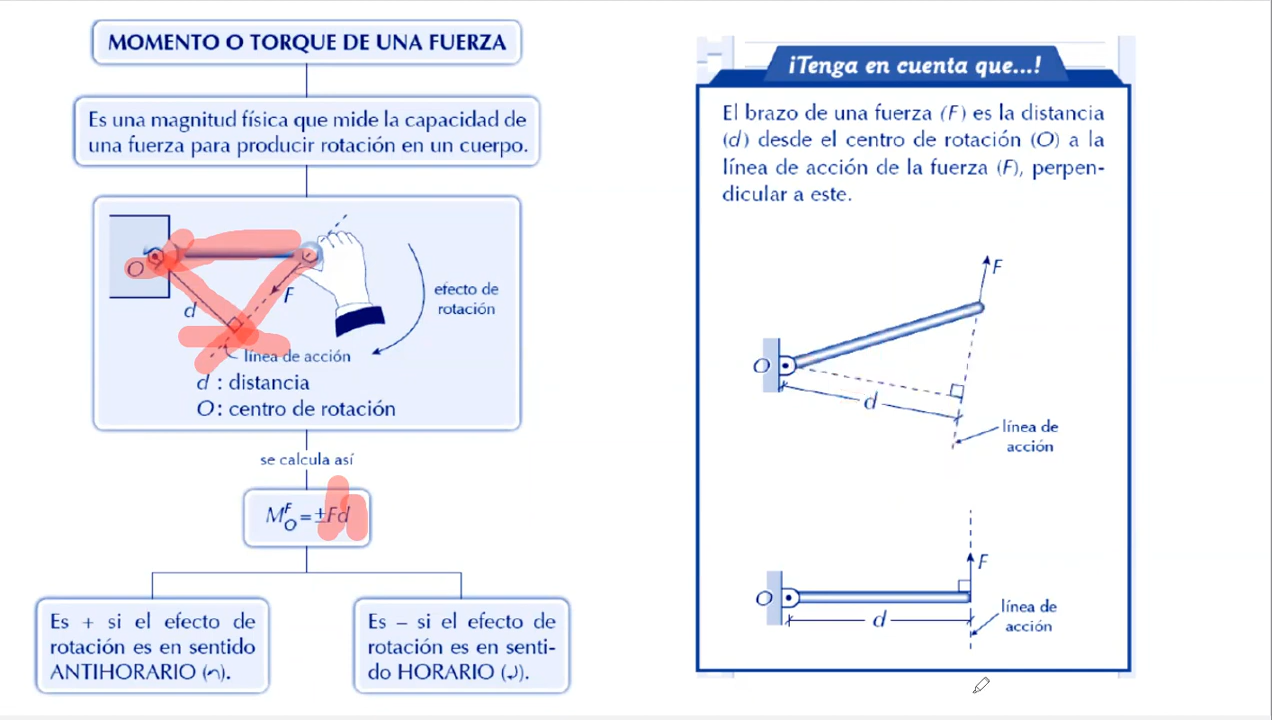 MOMENTO O TORQUE DE UNA FUERZA
Es una magnitud física que mide la capacidad de
una fuerza para producir rotación en un cuerpo.
O
d
F
efecto de
rotación
línea de acción
d : distancia
O : centro de rotación
se calcula así
M_O^F = ±Fd
Es + si el efecto de
rotación es en sentido
ANTIHORARIO (↶).
Es – si el efecto de
rotación es en senti-
do HORARIO (⤶).
¡Tenga en cuenta que...!
El brazo de una fuerza (F) es la distancia
(d) desde el centro de rotación (O) a la
línea de acción de la fuerza (F), perpen-
dicular a este.
F
O
d
línea de
acción
F
O
d
línea de
acción